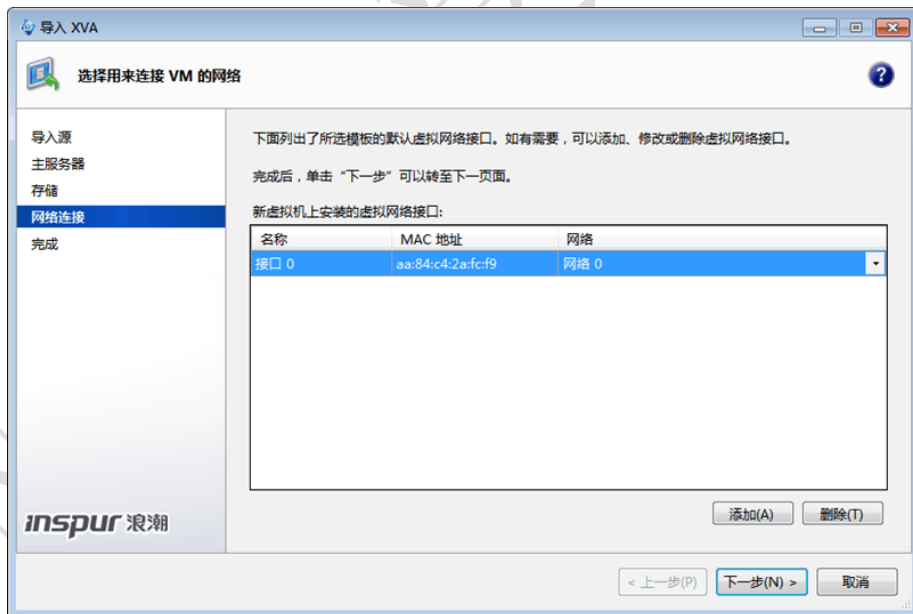 导入 XVA
选择用来连接 VM 的网络
导入源
主服务器
存储
网络连接
完成
下面列出了所选模板的默认虚拟网络接口。如有需要，可以添加、修改或删除虚拟网络接口。
完成后，单击“下一步”可以转至下一页面。
新虚拟机上安装的虚拟网络接口:
名称 MAC 地址 网络
接口 0 aa:84:c4:2a:fc:f9 网络 0
添加(A) 删除(T)
inspur 浪潮
< 上一步(P) 下一步(N) > 取消